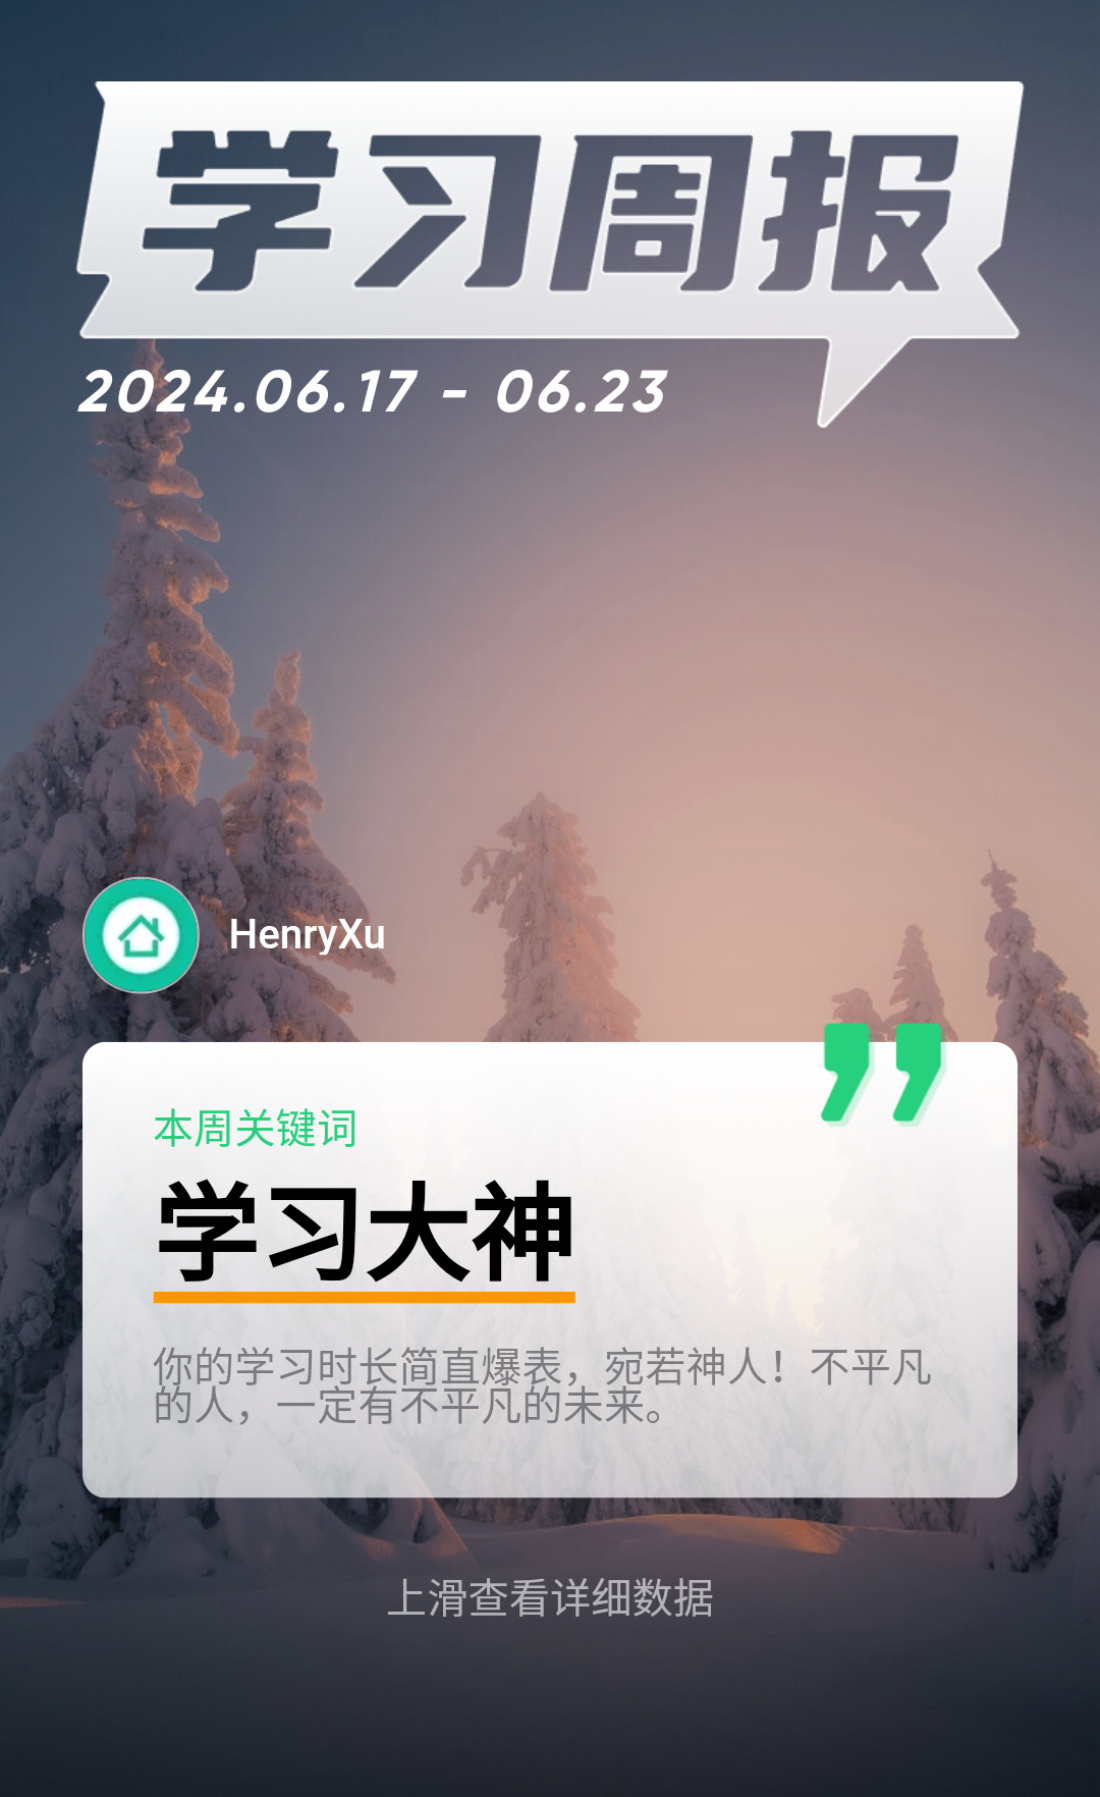 学习周报
2024.06.17 - 06.23
HenryXu
本周关键词
学习大神
你的学习时长简直爆表，宛若神人！不平凡
的人，一定有不平凡的未来。
上滑查看详细数据